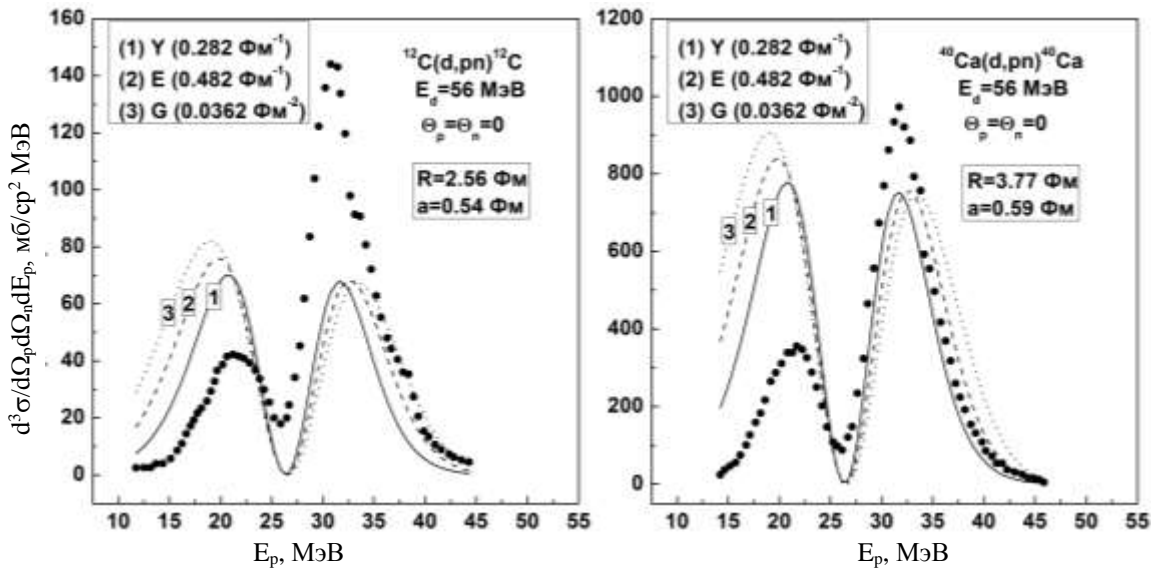 160
140
120
100
80
60
40
20
0
(1) Y (0.282 Фм⁻¹)
(2) E (0.482 Фм⁻¹)
(3) G (0.0362 Фм⁻²)
¹²C(d,pn)¹²C
E_d=56 МэВ
Θ_p=Θ_n=0
R=2.56 Фм
a=0.54 Фм
3 2 1
10 15 20 25 30 35 40 45 50 55
E_p, МэВ
d³σ/dΩ_pdΩ_ndE_p, мб/ср² МэВ
1200
1000
800
600
400
200
0
(1) Y (0.282 Фм⁻¹)
(2) E (0.482 Фм⁻¹)
(3) G (0.0362 Фм⁻²)
⁴⁰Ca(d,pn)⁴⁰Ca
E_d=56 МэВ
Θ_p=Θ_n=0
R=3.77 Фм
a=0.59 Фм
3 2 1
10 15 20 25 30 35 40 45 50 55
E_p, МэВ